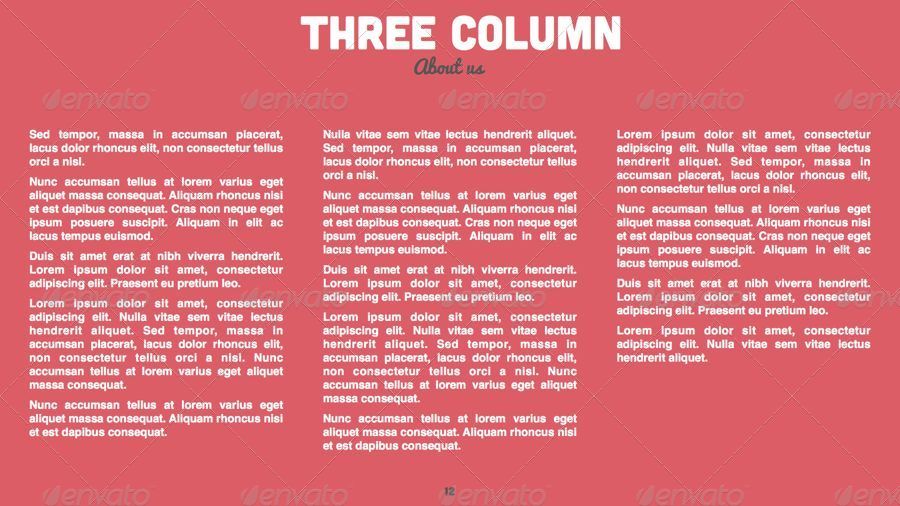 THREE COLUMN
About us
Sed tempor, massa in accumsan placerat,
lacus dolor rhoncus elit, non consectetur tellus
orci a nisl.
Nunc accumsan tellus at lorem varius eget
aliquet massa consequat. Aliquam rhoncus nisi
et est dapibus consequat. Cras non neque eget
ipsum posuere suscipit. Aliquam in elit ac
lacus tempus euismod.
Duis sit amet erat at nibh viverra hendrerit.
Lorem ipsum dolor sit amet, consectetur
adipiscing elit. Praesent eu pretium leo.
Lorem ipsum dolor sit amet, consectetur
adipiscing elit. Nulla vitae sem vitae lectus
hendrerit aliquet. Sed tempor, massa in
accumsan placerat, lacus dolor rhoncus elit,
non consectetur tellus orci a nisi. Nunc
accumsan tellus at lorem varius eget aliquet
massa consequat.
Nunc accumsan tellus at lorem varius eget
aliquet massa consequat. Aliquam rhoncus nisi
et est dapibus consequat.
Nulla vitae sem vitae lectus hendrerit aliquet.
Sed tempor, massa in accumsan placerat,
lacus dolor rhoncus elit, non consectetur tellus
orci a nisl.
Nunc accumsan tellus at lorem varius eget
aliquet massa consequat. Aliquam rhoncus nisi
et est dapibus consequat. Cras non neque eget
ipsum posuere suscipit. Aliquam in elit ac
lacus tempus euismod.
Duis sit amet erat at nibh viverra hendrerit.
Lorem ipsum dolor sit amet, consectetur
adipiscing elit. Praesent eu pretium leo.
Lorem ipsum dolor sit amet, consectetur
adipiscing elit. Nulla vitae sem vitae lectus
hendrerit aliquet. Sed tempor, massa in
accumsan placerat, lacus dolor rhoncus elit,
non consectetur tellus orci a nisi. Nunc
accumsan tellus at lorem varius eget aliquet
massa consequat.
Nunc accumsan tellus at lorem varius eget
aliquet massa consequat. Aliquam rhoncus nisi
et est dapibus consequat.
Lorem ipsum dolor sit amet, consectetur
adipiscing elit. Nulla vitae sem vitae lectus
hendrerit aliquet. Sed tempor, massa in
accumsan placerat, lacus dolor rhoncus elit,
non consectetur tellus orci a nisl.
Nunc accumsan tellus at lorem varius eget
aliquet massa consequat. Aliquam rhoncus nisi
et est dapibus consequat. Cras non neque eget
ipsum posuere suscipit. Aliquam in elit ac
lacus tempus euismod.
Duis sit amet erat at nibh viverra hendrerit.
Lorem ipsum dolor sit amet, consectetur
adipiscing elit. Praesent eu pretium leo.
Lorem ipsum dolor sit amet, consectetur
adipiscing elit. Nulla vitae sem vitae lectus
hendrerit aliquet.
12
envato envato envato envato envato
envato envato envato envato envato
envato envato envato envato envato